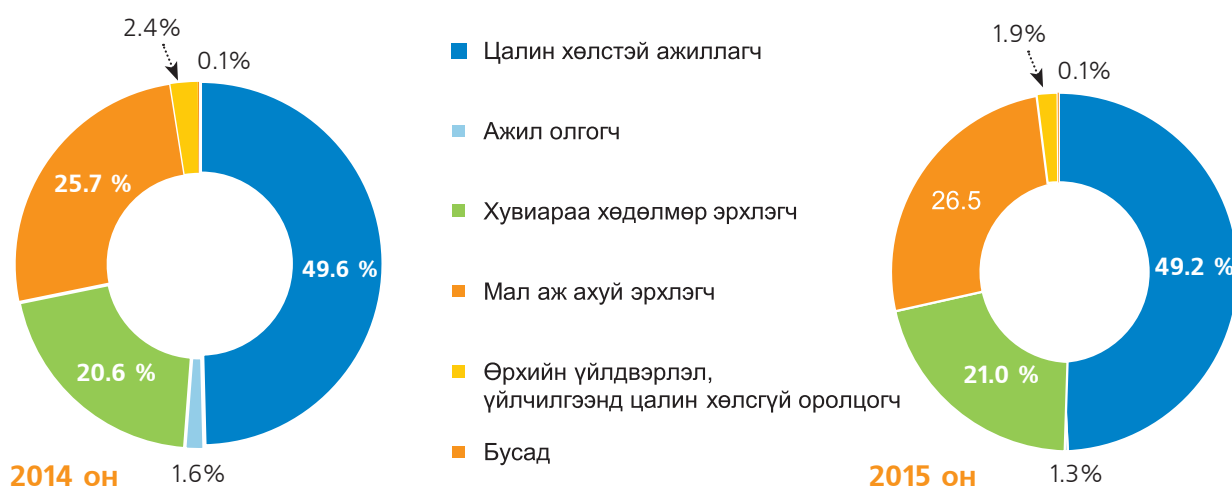 2.4%
0.1%
25.7 %
49.6 %
20.6 %
1.6%
2014 он
Цалин хөлстэй ажиллагч
Ажил олгогч
Хувиараа хөдөлмөр эрхлэгч
Мал аж ахуй эрхлэгч
Өрхийн үйлдвэрлэл,
үйлчилгээнд цалин хөлсгүй оролцогч
Бусад
1.9%
0.1%
26.5
49.2 %
21.0 %
1.3%
2015 он